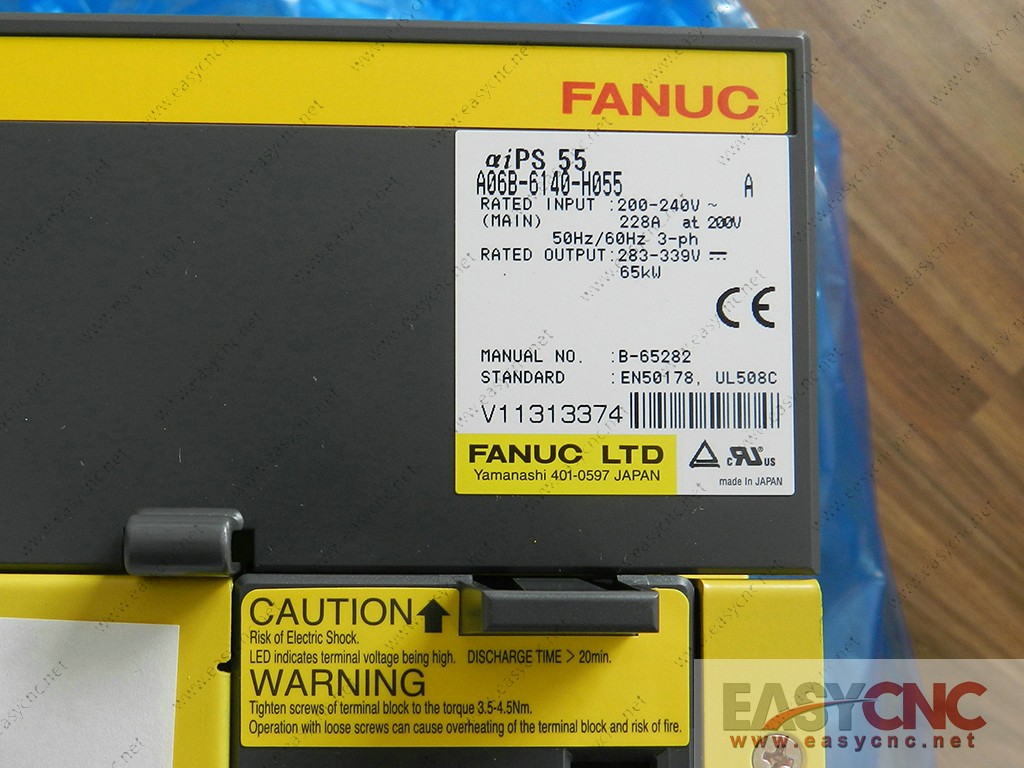 FANUC
αiPS 55
A06B-6140-H055 A
RATED INPUT :200-240V ~
(MAIN) 228A at 200V
50Hz/60Hz 3-ph
RATED OUTPUT:283-339V ⎓
65kW
CE
MANUAL NO. :B-65282
STANDARD :EN50178, UL508C
V11313374
FANUC LTD
Yamanashi 401-0597 JAPAN
c RU us
made In JAPAN
CAUTION
Risk of Electric Shock.
LED indicates terminal voltage being high. DISCHARGE TIME > 20min.
WARNING
Tighten screws of terminal block to the torque 3.5-4.5Nm.
Operation with loose screws can cause overheating of the terminal block and risk of fire.
EASYCNC
www.easycnc.net